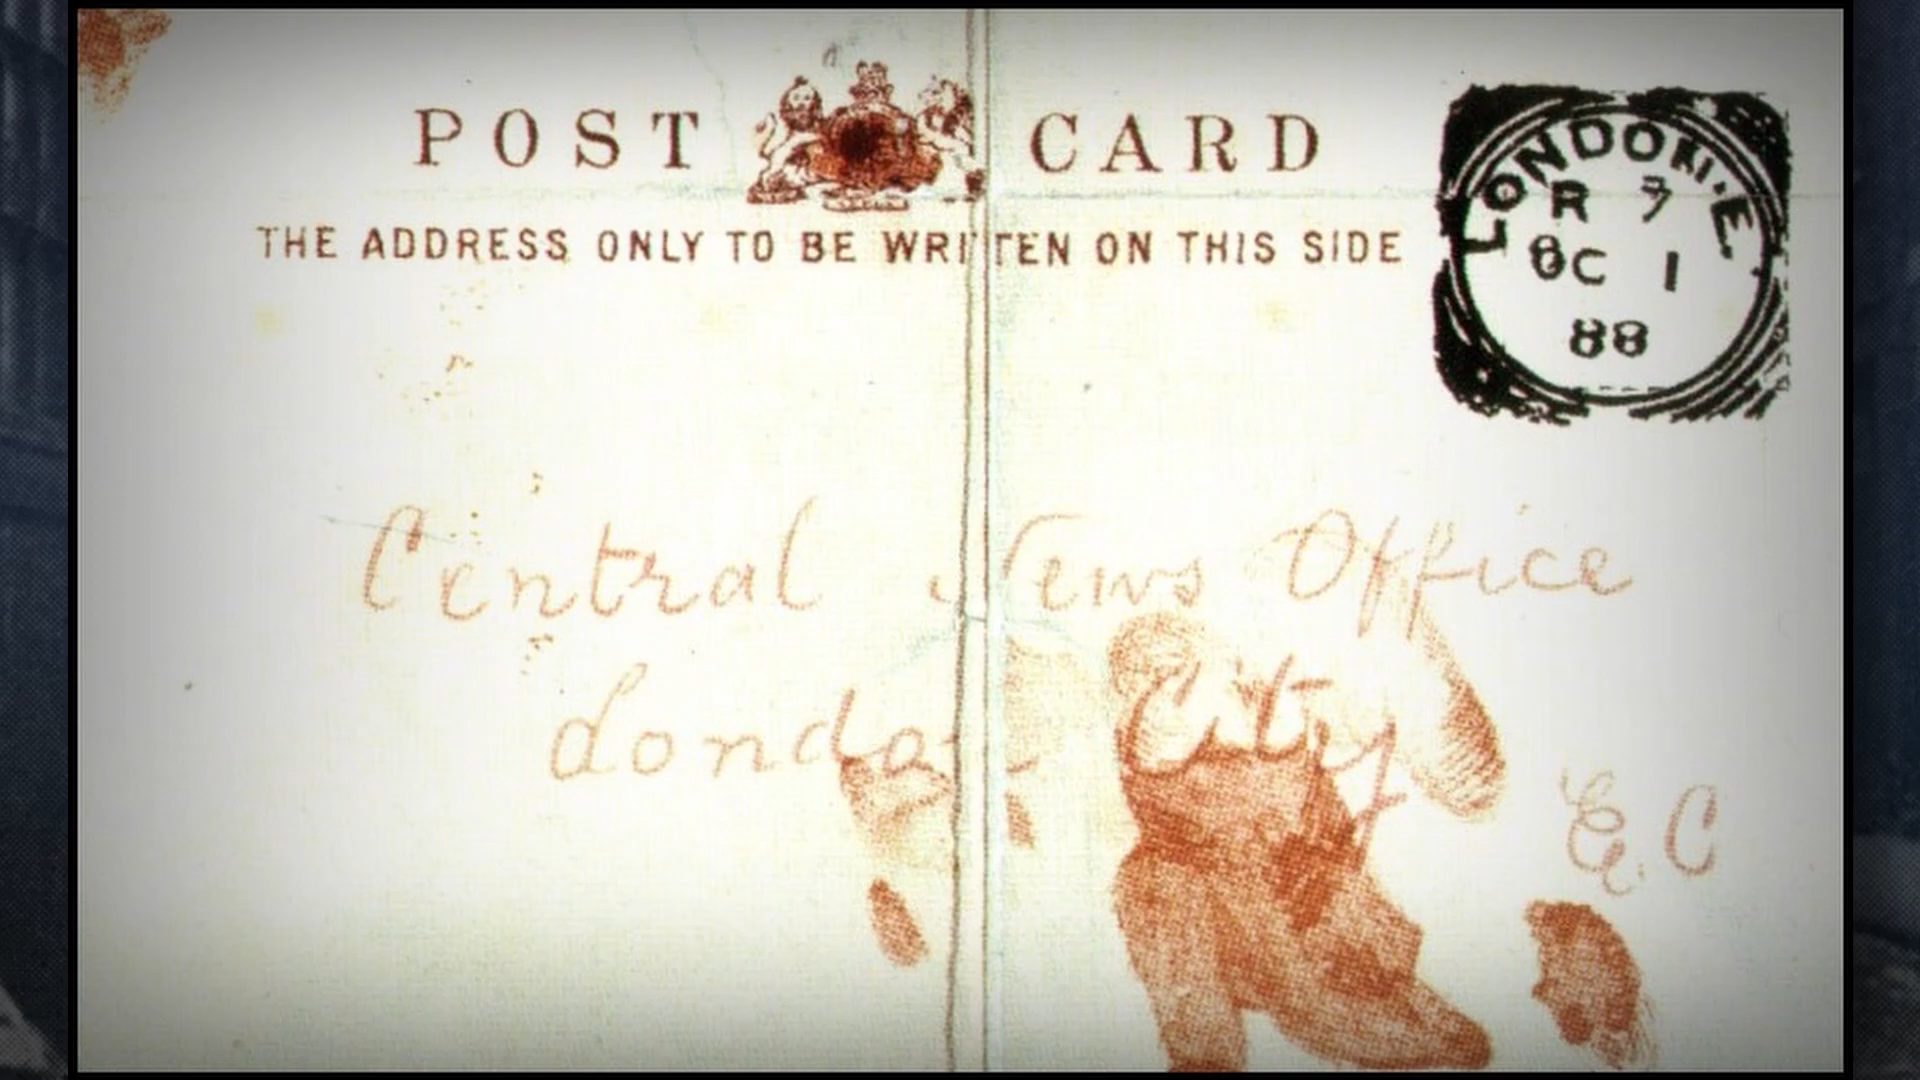 POST CARD
THE ADDRESS ONLY TO BE WRITTEN ON THIS SIDE
LONDON.E.
R 7
OC 1
88
Central News Office
London City
E.C